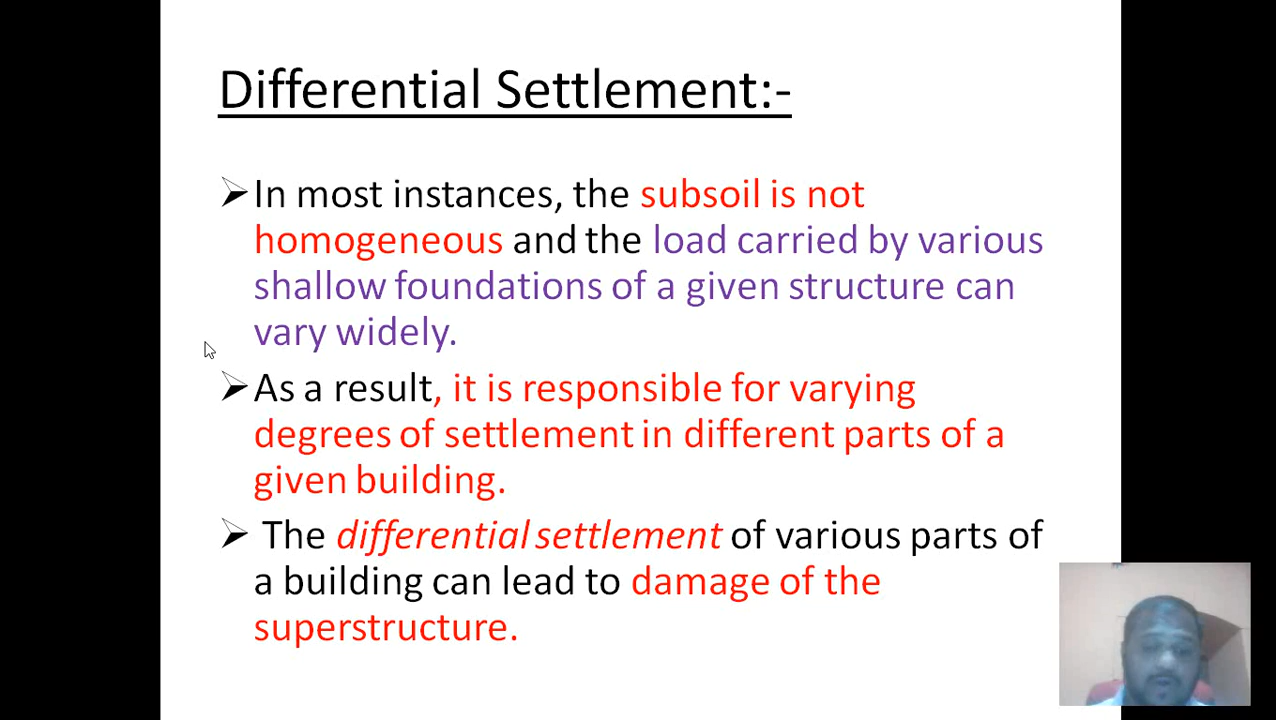 Differential Settlement:-
➢In most instances, the subsoil is not
homogeneous and the load carried by various
shallow foundations of a given structure can
vary widely.
➢As a result, it is responsible for varying
degrees of settlement in different parts of a
given building.
➢ The differential settlement of various parts of
a building can lead to damage of the
superstructure.